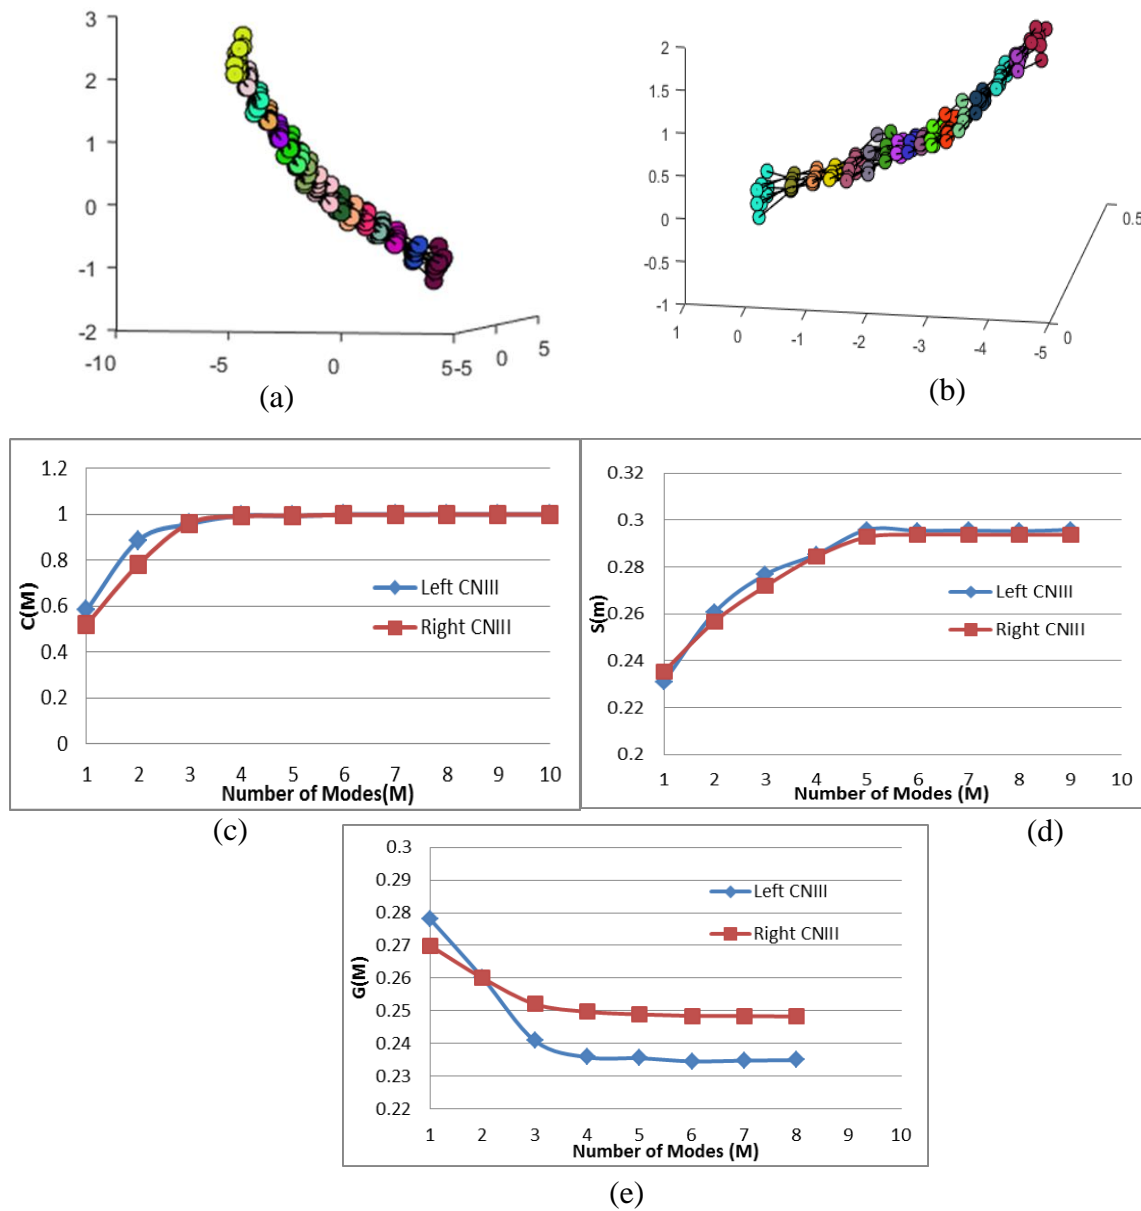 3
2
1
0
-1
-2
-10
-5
0
5
-5
0
5
(a)
2
1.5
1
0.5
0
-0.5
-1
1
0
-1
-2
-3
-4
-5
0
0.5
(b)
1.2
1
0.8
0.6
0.4
0.2
0
C(M)
Left CNIII
Right CNIII
1 2 3 4 5 6 7 8 9 10
Number of Modes(M)
(c)
0.32
0.3
0.28
0.26
0.24
0.22
0.2
S(m)
Left CNIII
Right CNIII
1 2 3 4 5 6 7 8 9 10
Number of Modes (M)
(d)
0.3
0.29
0.28
0.27
0.26
0.25
0.24
0.23
0.22
G(M)
Left CNIII
Right CNIII
1 2 3 4 5 6 7 8 9 10
Number of Modes (M)
(e)